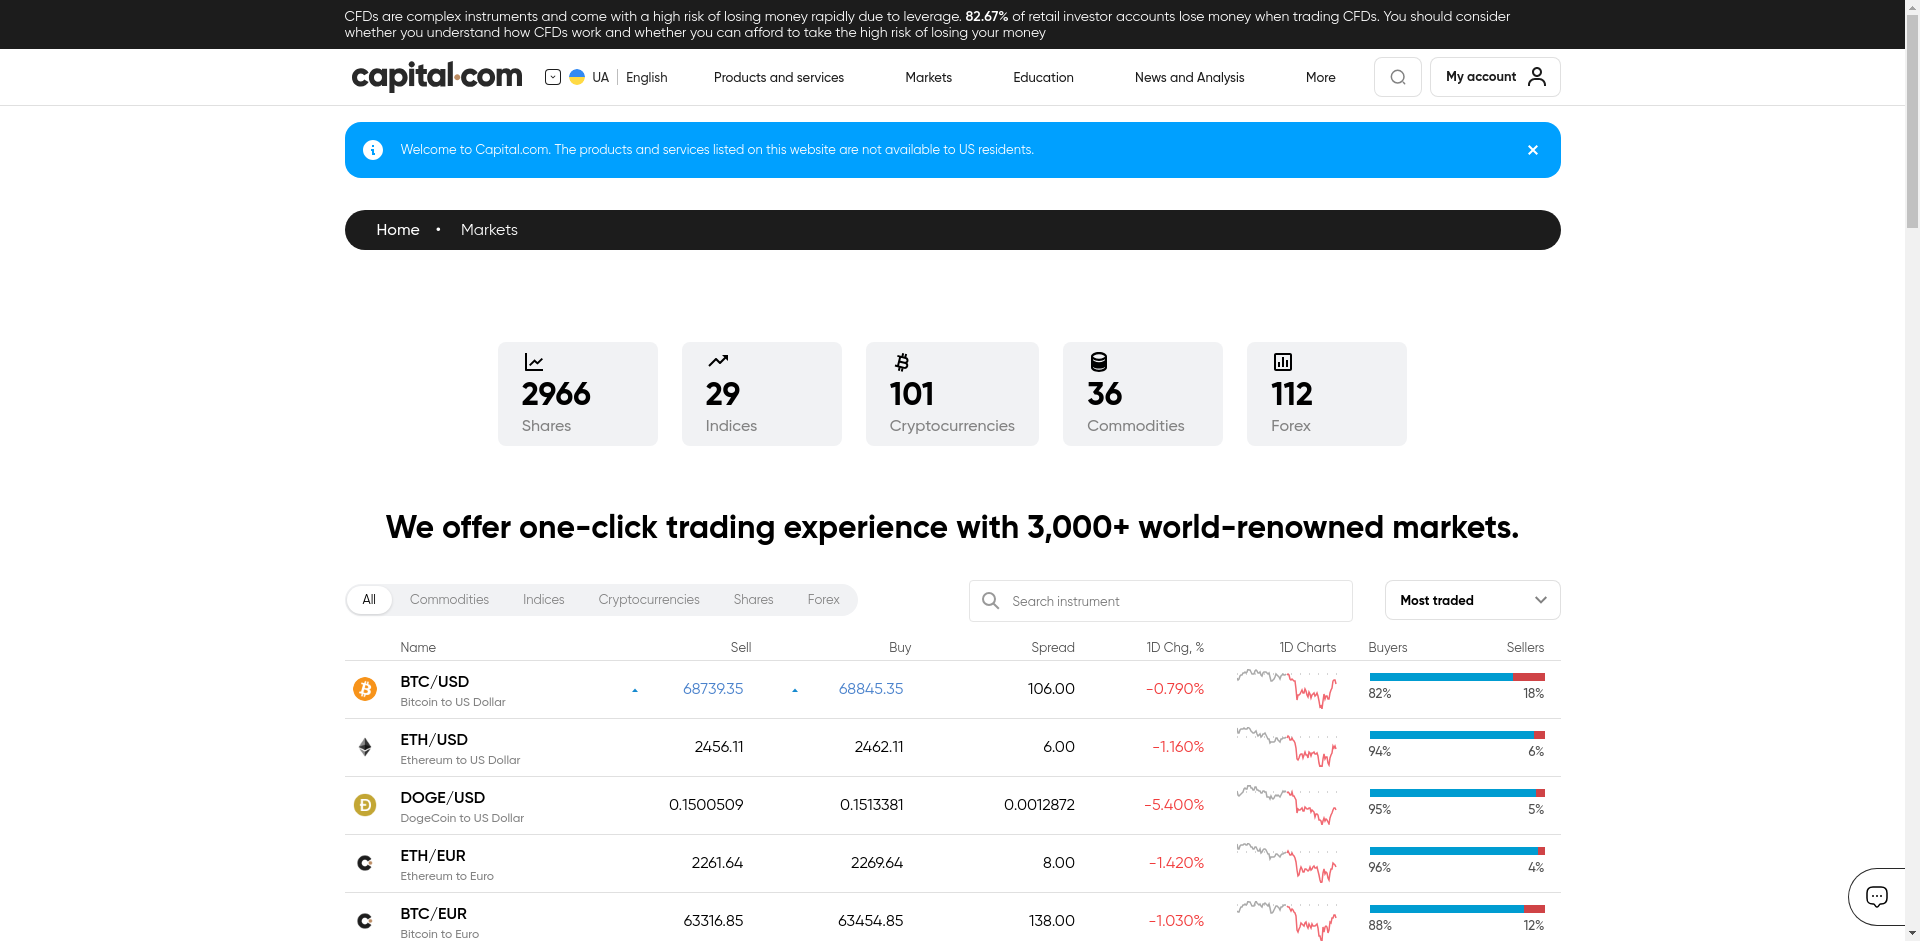 CFDs are complex instruments and come with a high risk of losing money rapidly due to leverage. 82.67% of retail investor accounts lose money when trading CFDs. You should consider
whether you understand how CFDs work and whether you can afford to take the high risk of losing your money
capital.com UA English Products and services Markets Education News and Analysis More My account
Welcome to Capital.com. The products and services listed on this website are not available to US residents.
Home • Markets
2966 29 101 36 112
Shares Indices Cryptocurrencies Commodities Forex
We offer one-click trading experience with 3,000+ world-renowned markets.
All Commodities Indices Cryptocurrencies Shares Forex Search instrument Most traded
Name Sell Buy Spread 1D Chg, % 1D Charts Buyers Sellers
BTC/USD 68739.35 68845.35 106.00 -0.790% 82% 18%
Bitcoin to US Dollar
ETH/USD 2456.11 2462.11 6.00 -1.160% 94% 6%
Ethereum to US Dollar
DOGE/USD 0.1500509 0.1513381 0.0012872 -5.400% 95% 5%
DogeCoin to US Dollar
ETH/EUR 2261.64 2269.64 8.00 -1.420% 96% 4%
Ethereum to Euro
BTC/EUR 63316.85 63454.85 138.00 -1.030% 88% 12%
Bitcoin to Euro